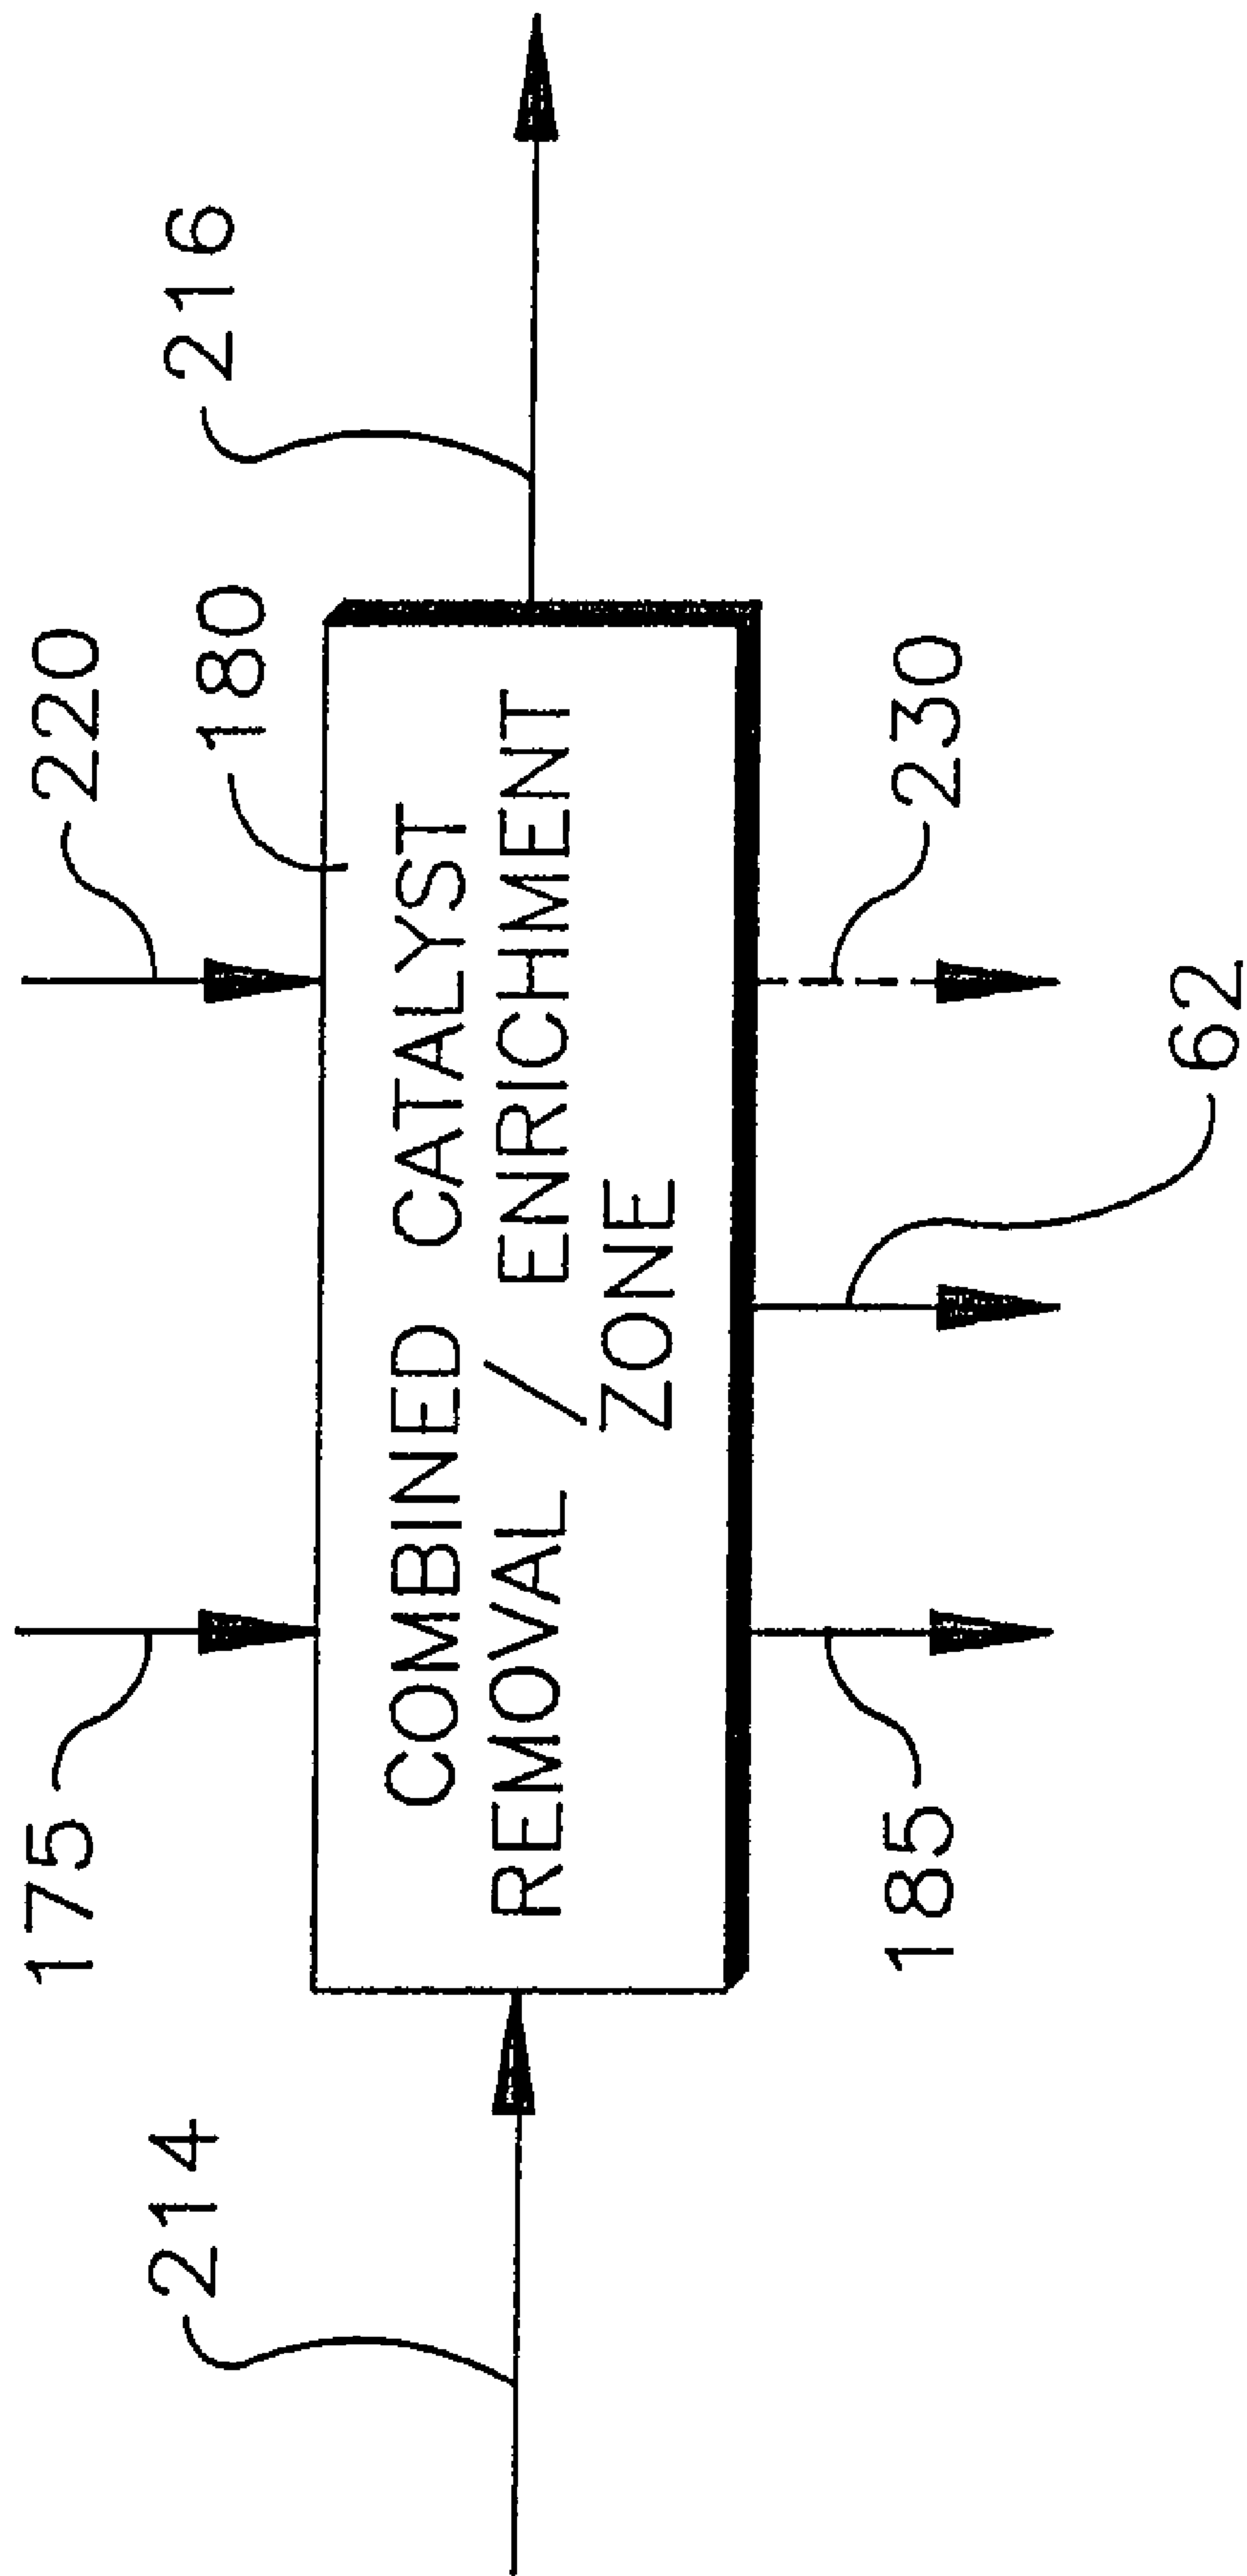 175
220
180
214
216
COMBINED CATALYST
REMOVAL / ENRICHMENT
ZONE
185
62
230